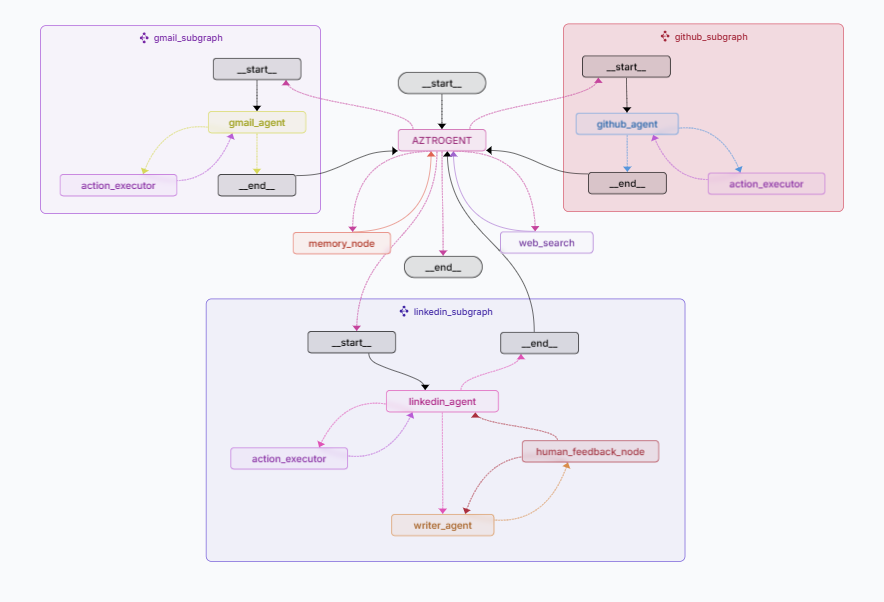 gmail_subgraph
__start__
gmail_agent
action_executor
__end__
__start__
AZTROGENT
memory_node
web_search
__end__
github_subgraph
__start__
github_agent
__end__
action_executor
linkedin_subgraph
__start__
__end__
linkedin_agent
action_executor
human_feedback_node
writer_agent